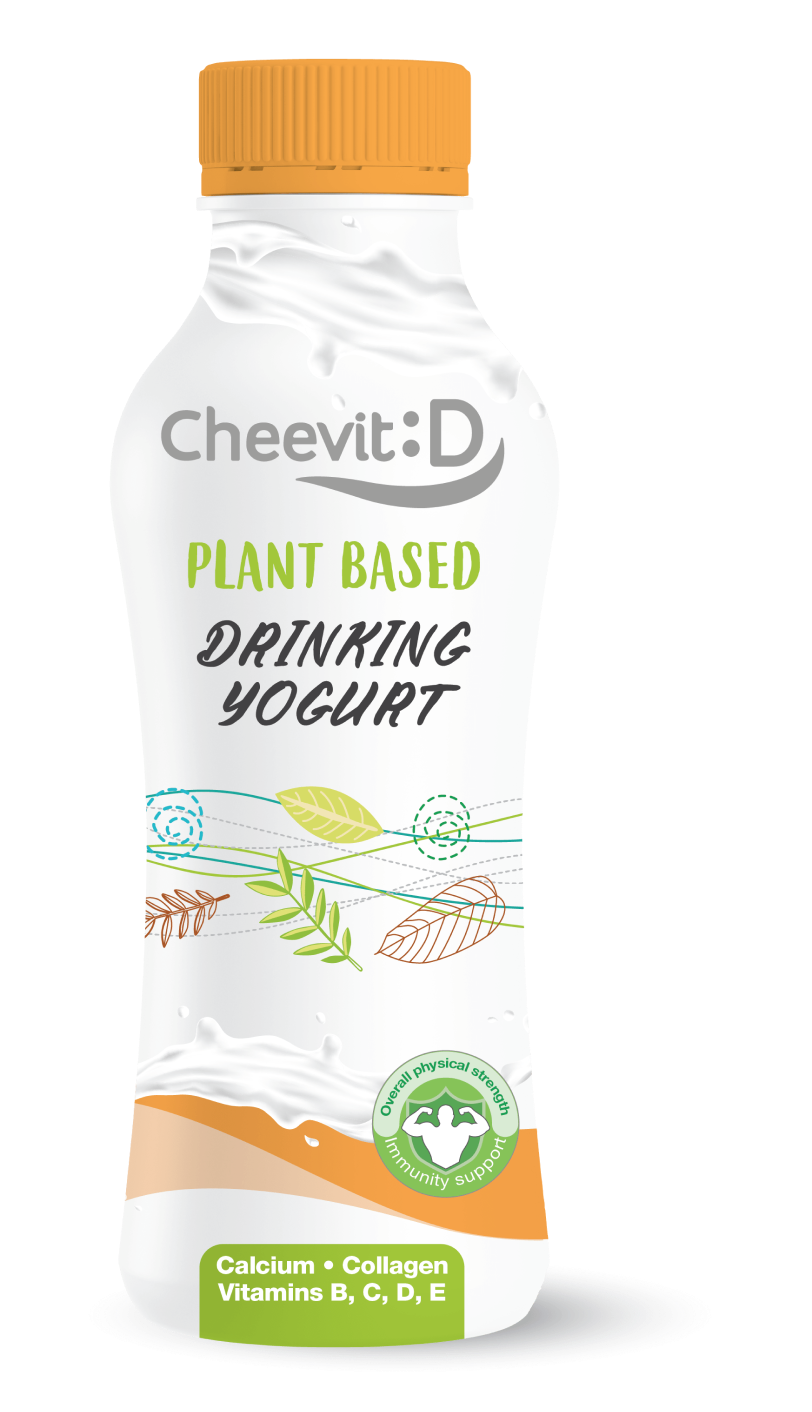 Cheevit:D
PLANT BASED
DRINKING
YOGURT
Overall physical strength
Immunity support
Calcium • Collagen
Vitamins B, C, D, E